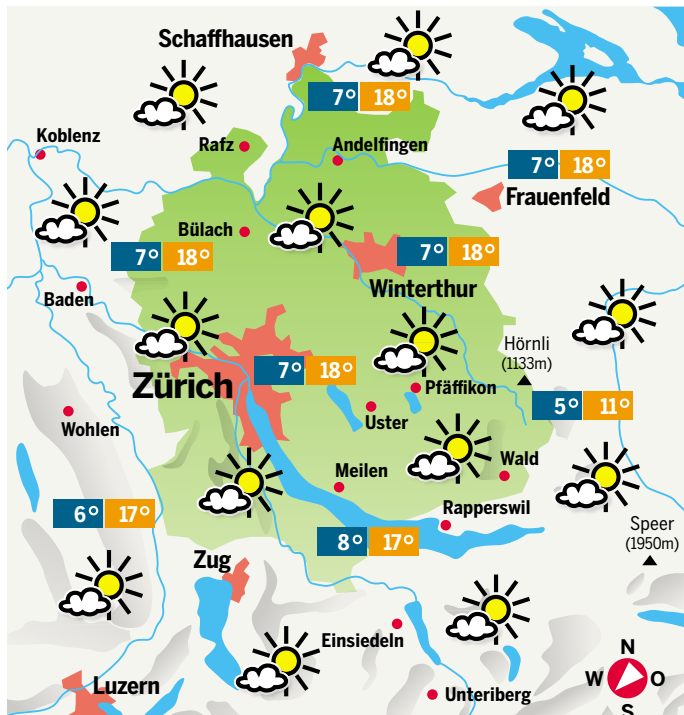 Schaffhausen
7° 18°
Koblenz
Rafz
Andelfingen
7° 18°
Frauenfeld
Bülach
7° 18°
7° 18°
Winterthur
Baden
Hörnli
(1133m)
Zürich
7° 18°
Pfäffikon
5° 11°
Wohlen
Uster
Wald
Meilen
6° 17°
Rapperswil
8° 17°
Speer
(1950m)
Zug
Einsiedeln
Luzern
Unteriberg
N
W O
S